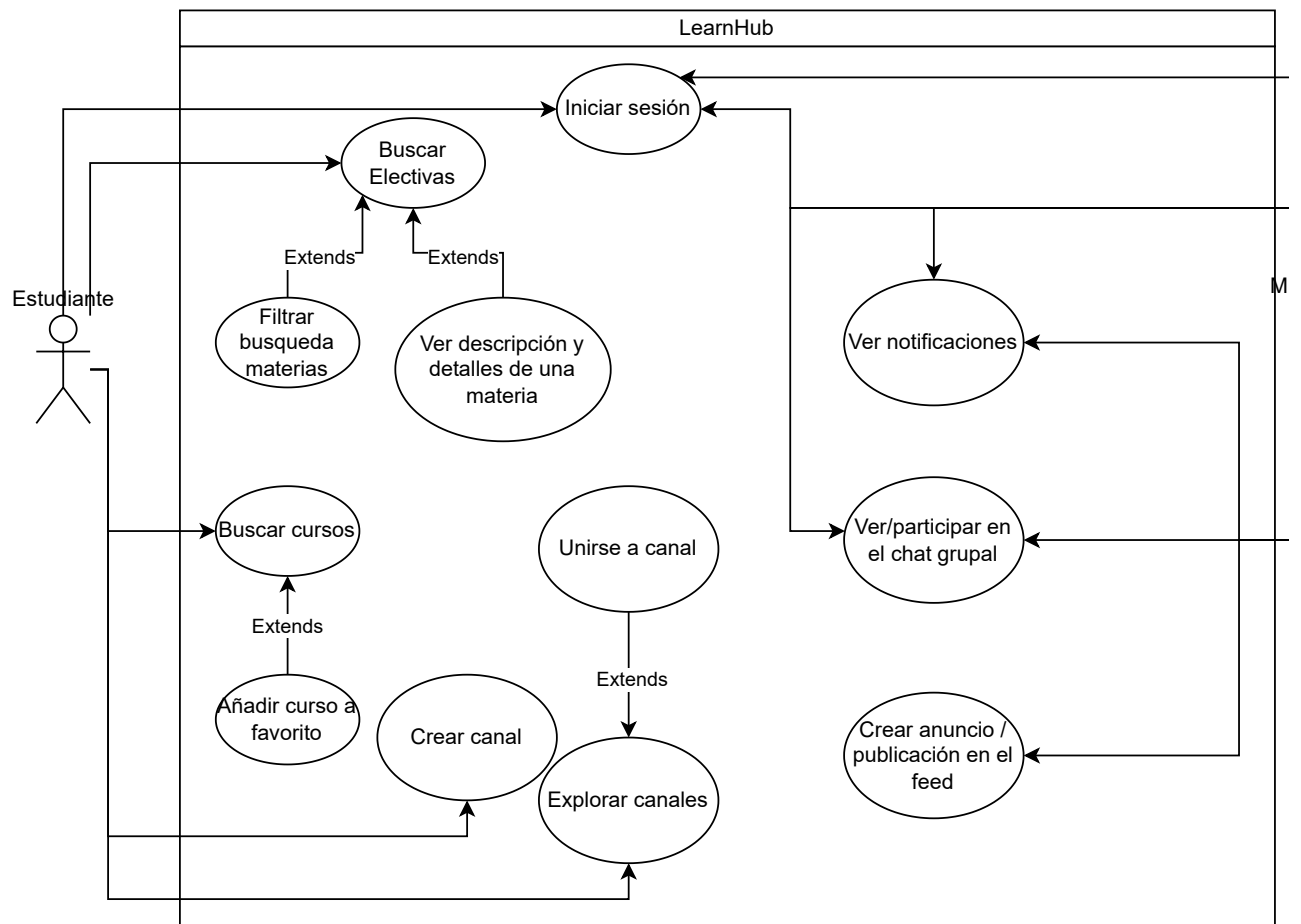 LearnHub
Iniciar sesión
Buscar
Electivas
Extends
Extends
Estudiante
Filtrar
busqueda
materias
Ver descripción y
detalles de una
materia
M
Ver notificaciones
Buscar cursos
Unirse a canal
Ver/participar en
el chat grupal
Extends
Extends
Añadir curso a
favorito
Crear canal
Explorar canales
Crear anuncio /
publicación en el
feed